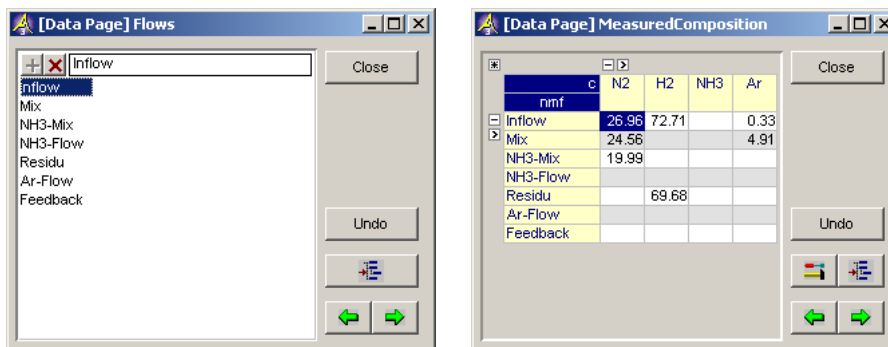 [Data Page] Flows
Inflow
Close
Inflow
Mix
NH3-Mix
NH3-Flow
Residu
Ar-Flow
Feedback
Undo
[Data Page] MeasuredComposition
c N2 H2 NH3 Ar
nmf
Inflow 26.96 72.71 0.33
Mix 24.56 4.91
NH3-Mix 19.99
NH3-Flow
Residu 69.68
Ar-Flow
Feedback
Close
Undo